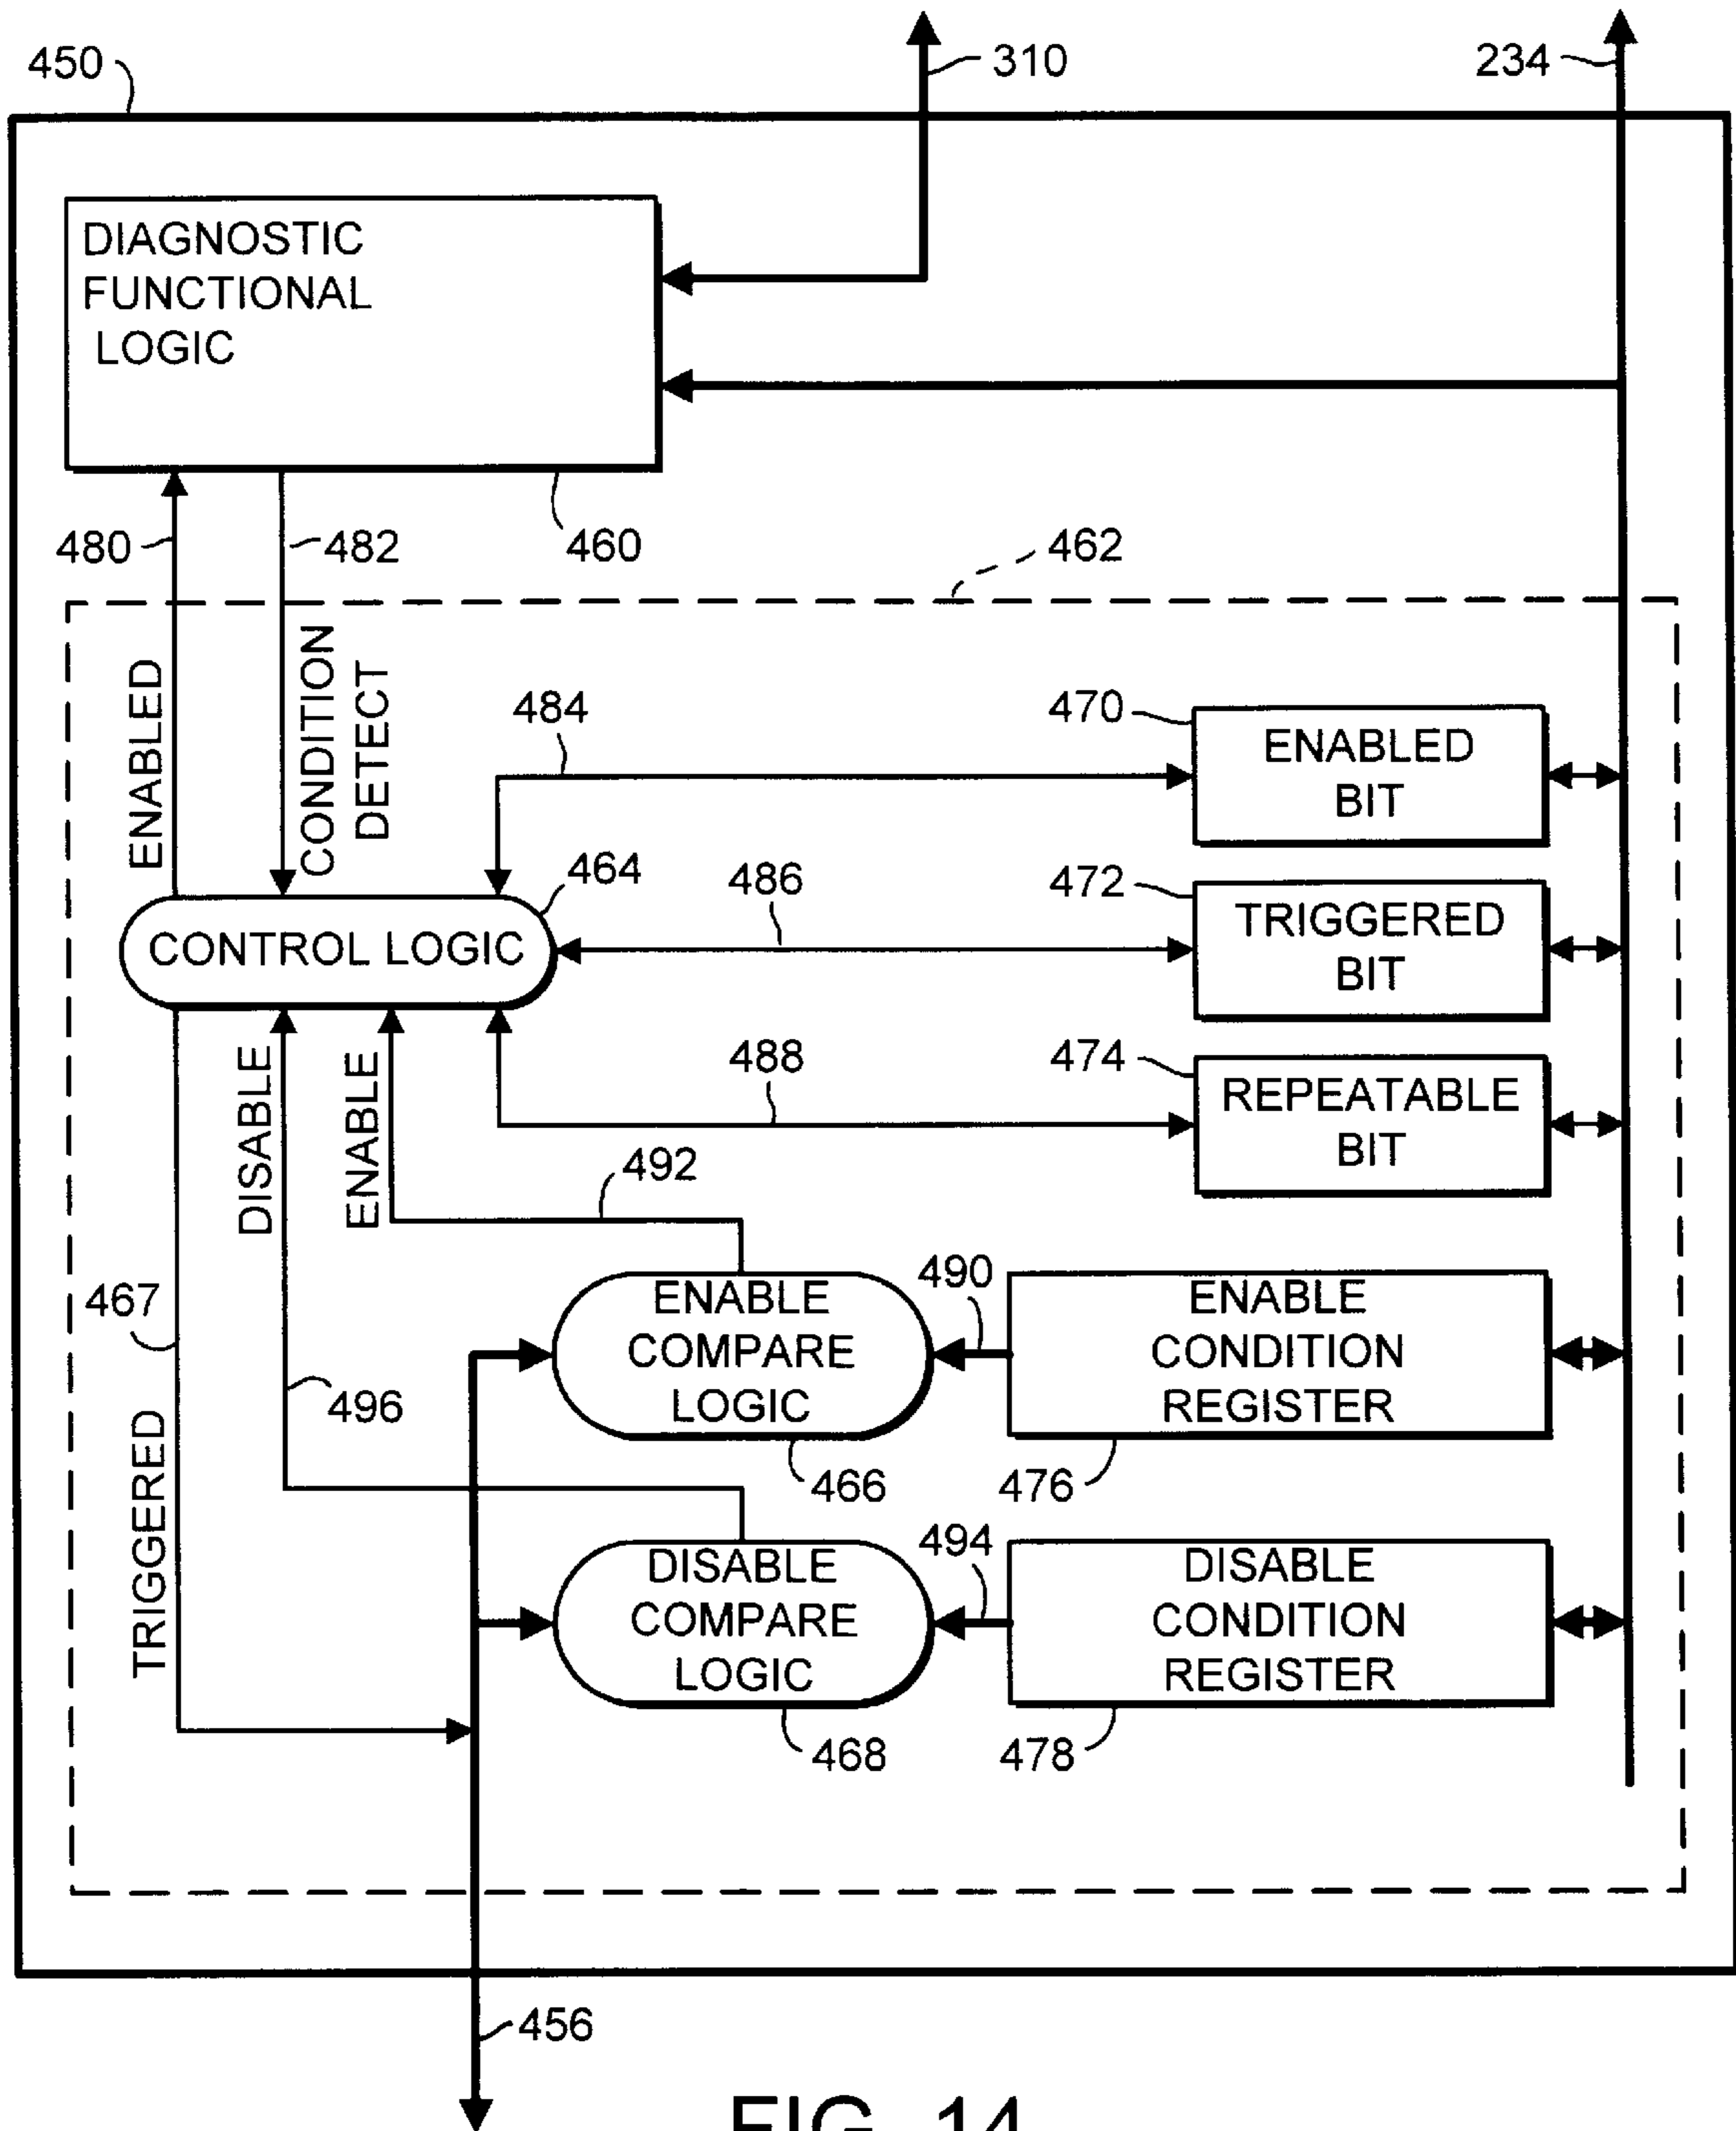 450
310
234
DIAGNOSTIC
FUNCTIONAL
LOGIC
480
482
460
462
ENABLED
CONDITION
DETECT
484
470
ENABLED
BIT
464
486
472
TRIGGERED
BIT
CONTROL LOGIC
DISABLE
ENABLE
488
474
REPEATABLE
BIT
492
467
490
ENABLE
COMPARE
LOGIC
ENABLE
CONDITION
REGISTER
496
466
476
TRIGGERED
494
DISABLE
COMPARE
LOGIC
DISABLE
CONDITION
REGISTER
468
478
456
FIG. 14